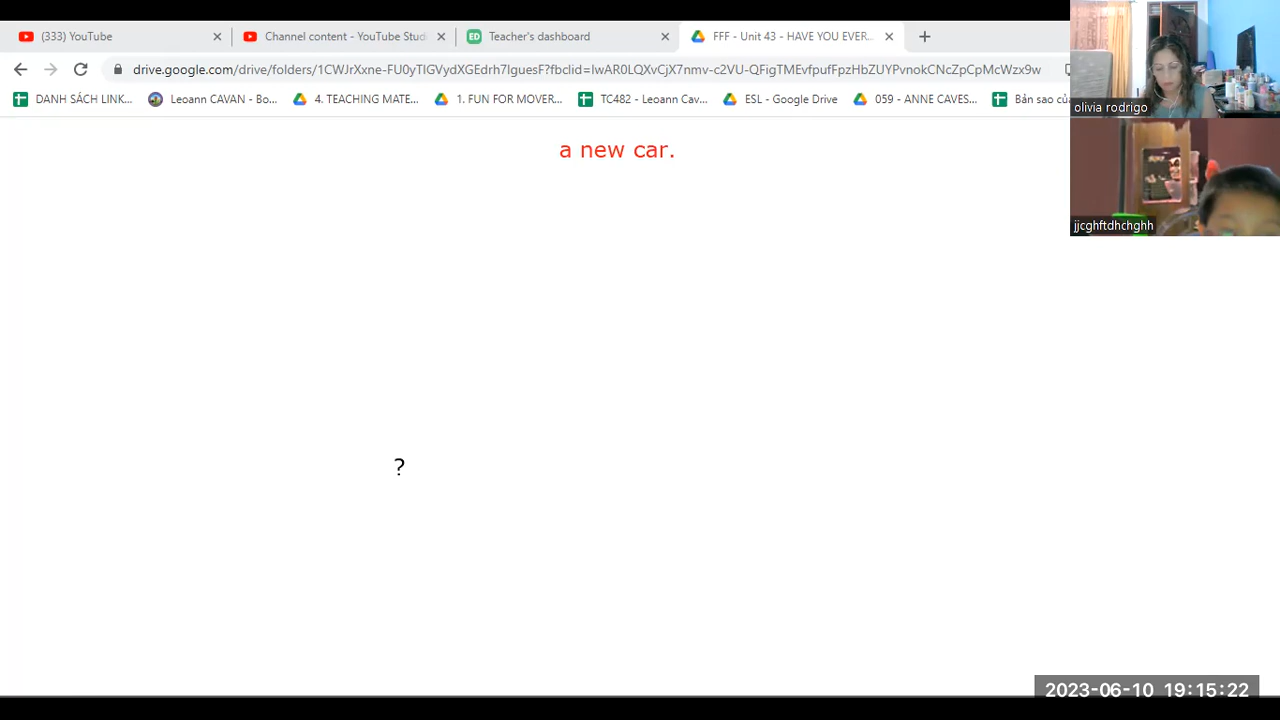 (333) YouTube
Channel content - YouTube Stud
ED Teacher's dashboard
FFF - Unit 43 - HAVE YOU EVER...
drive.google.com/drive/folders/1CWJrXxne-FU0yTIGVydXGEdrh7iguesF?fbclid=IwAR0LQXvCjX7nmv-c2VU-QFigTMEvfpufFpzHbZUYPvnokCNcZpCpMcWzx9w
DANH SÁCH LINK...
Leoann CAVAN - Bo...
4. TEACHING MATE...
1. FUN FOR MOVER...
TC482 - Leoann Cav...
ESL - Google Drive
059 - ANNE CAVES...
Bản sao củ
olivia rodrigo
jjcghftdhchghh
a new car.
?
2023-06-10 19:15:22